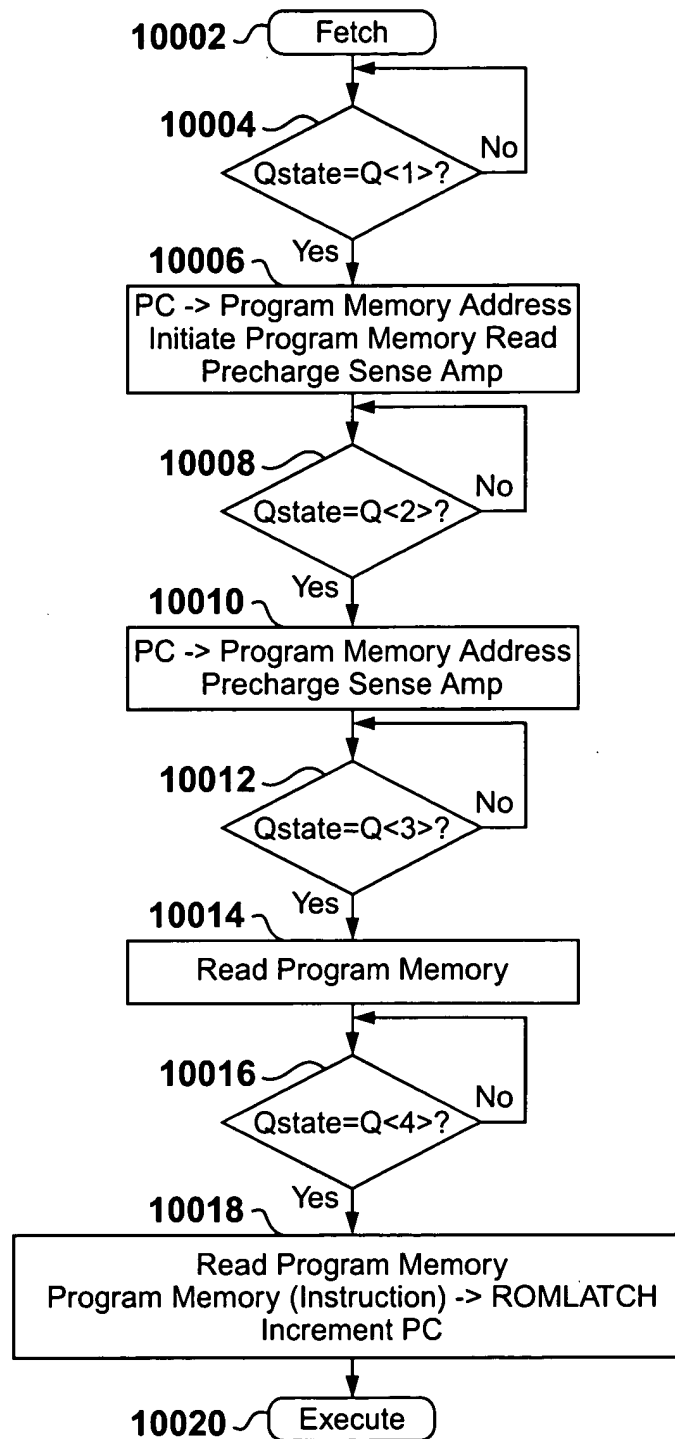 10002
Fetch
10004
Qstate=Q<1>?
No
Yes
10006
PC -> Program Memory Address
Initiate Program Memory Read
Precharge Sense Amp
10008
Qstate=Q<2>?
No
Yes
10010
PC -> Program Memory Address
Precharge Sense Amp
10012
Qstate=Q<3>?
No
Yes
10014
Read Program Memory
10016
Qstate=Q<4>?
No
Yes
10018
Read Program Memory
Program Memory (Instruction) -> ROMLATCH
Increment PC
10020
Execute